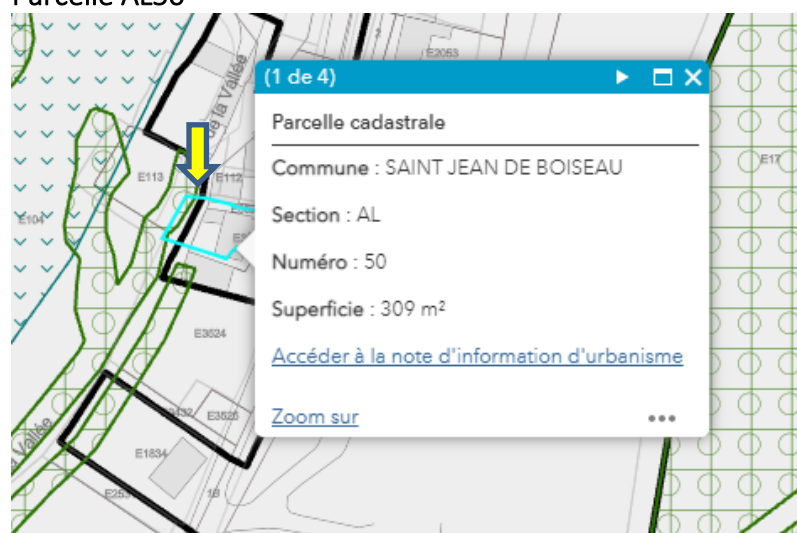 Parcelle AL50
E2053
de la Vallée
(1 de 4)
Parcelle cadastrale
Commune : SAINT JEAN DE BOISEAU
Section : AL
Numéro : 50
Superficie : 309 m²
Accéder à la note d'information d'urbanisme
Zoom sur
E113
E112
E17
E104
E3524
E3525
E1834
la Vallée